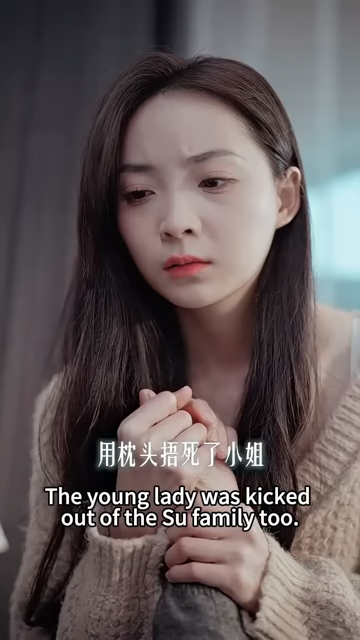 用枕头捂死了小姐
The young lady was kicked
out of the Su family too.